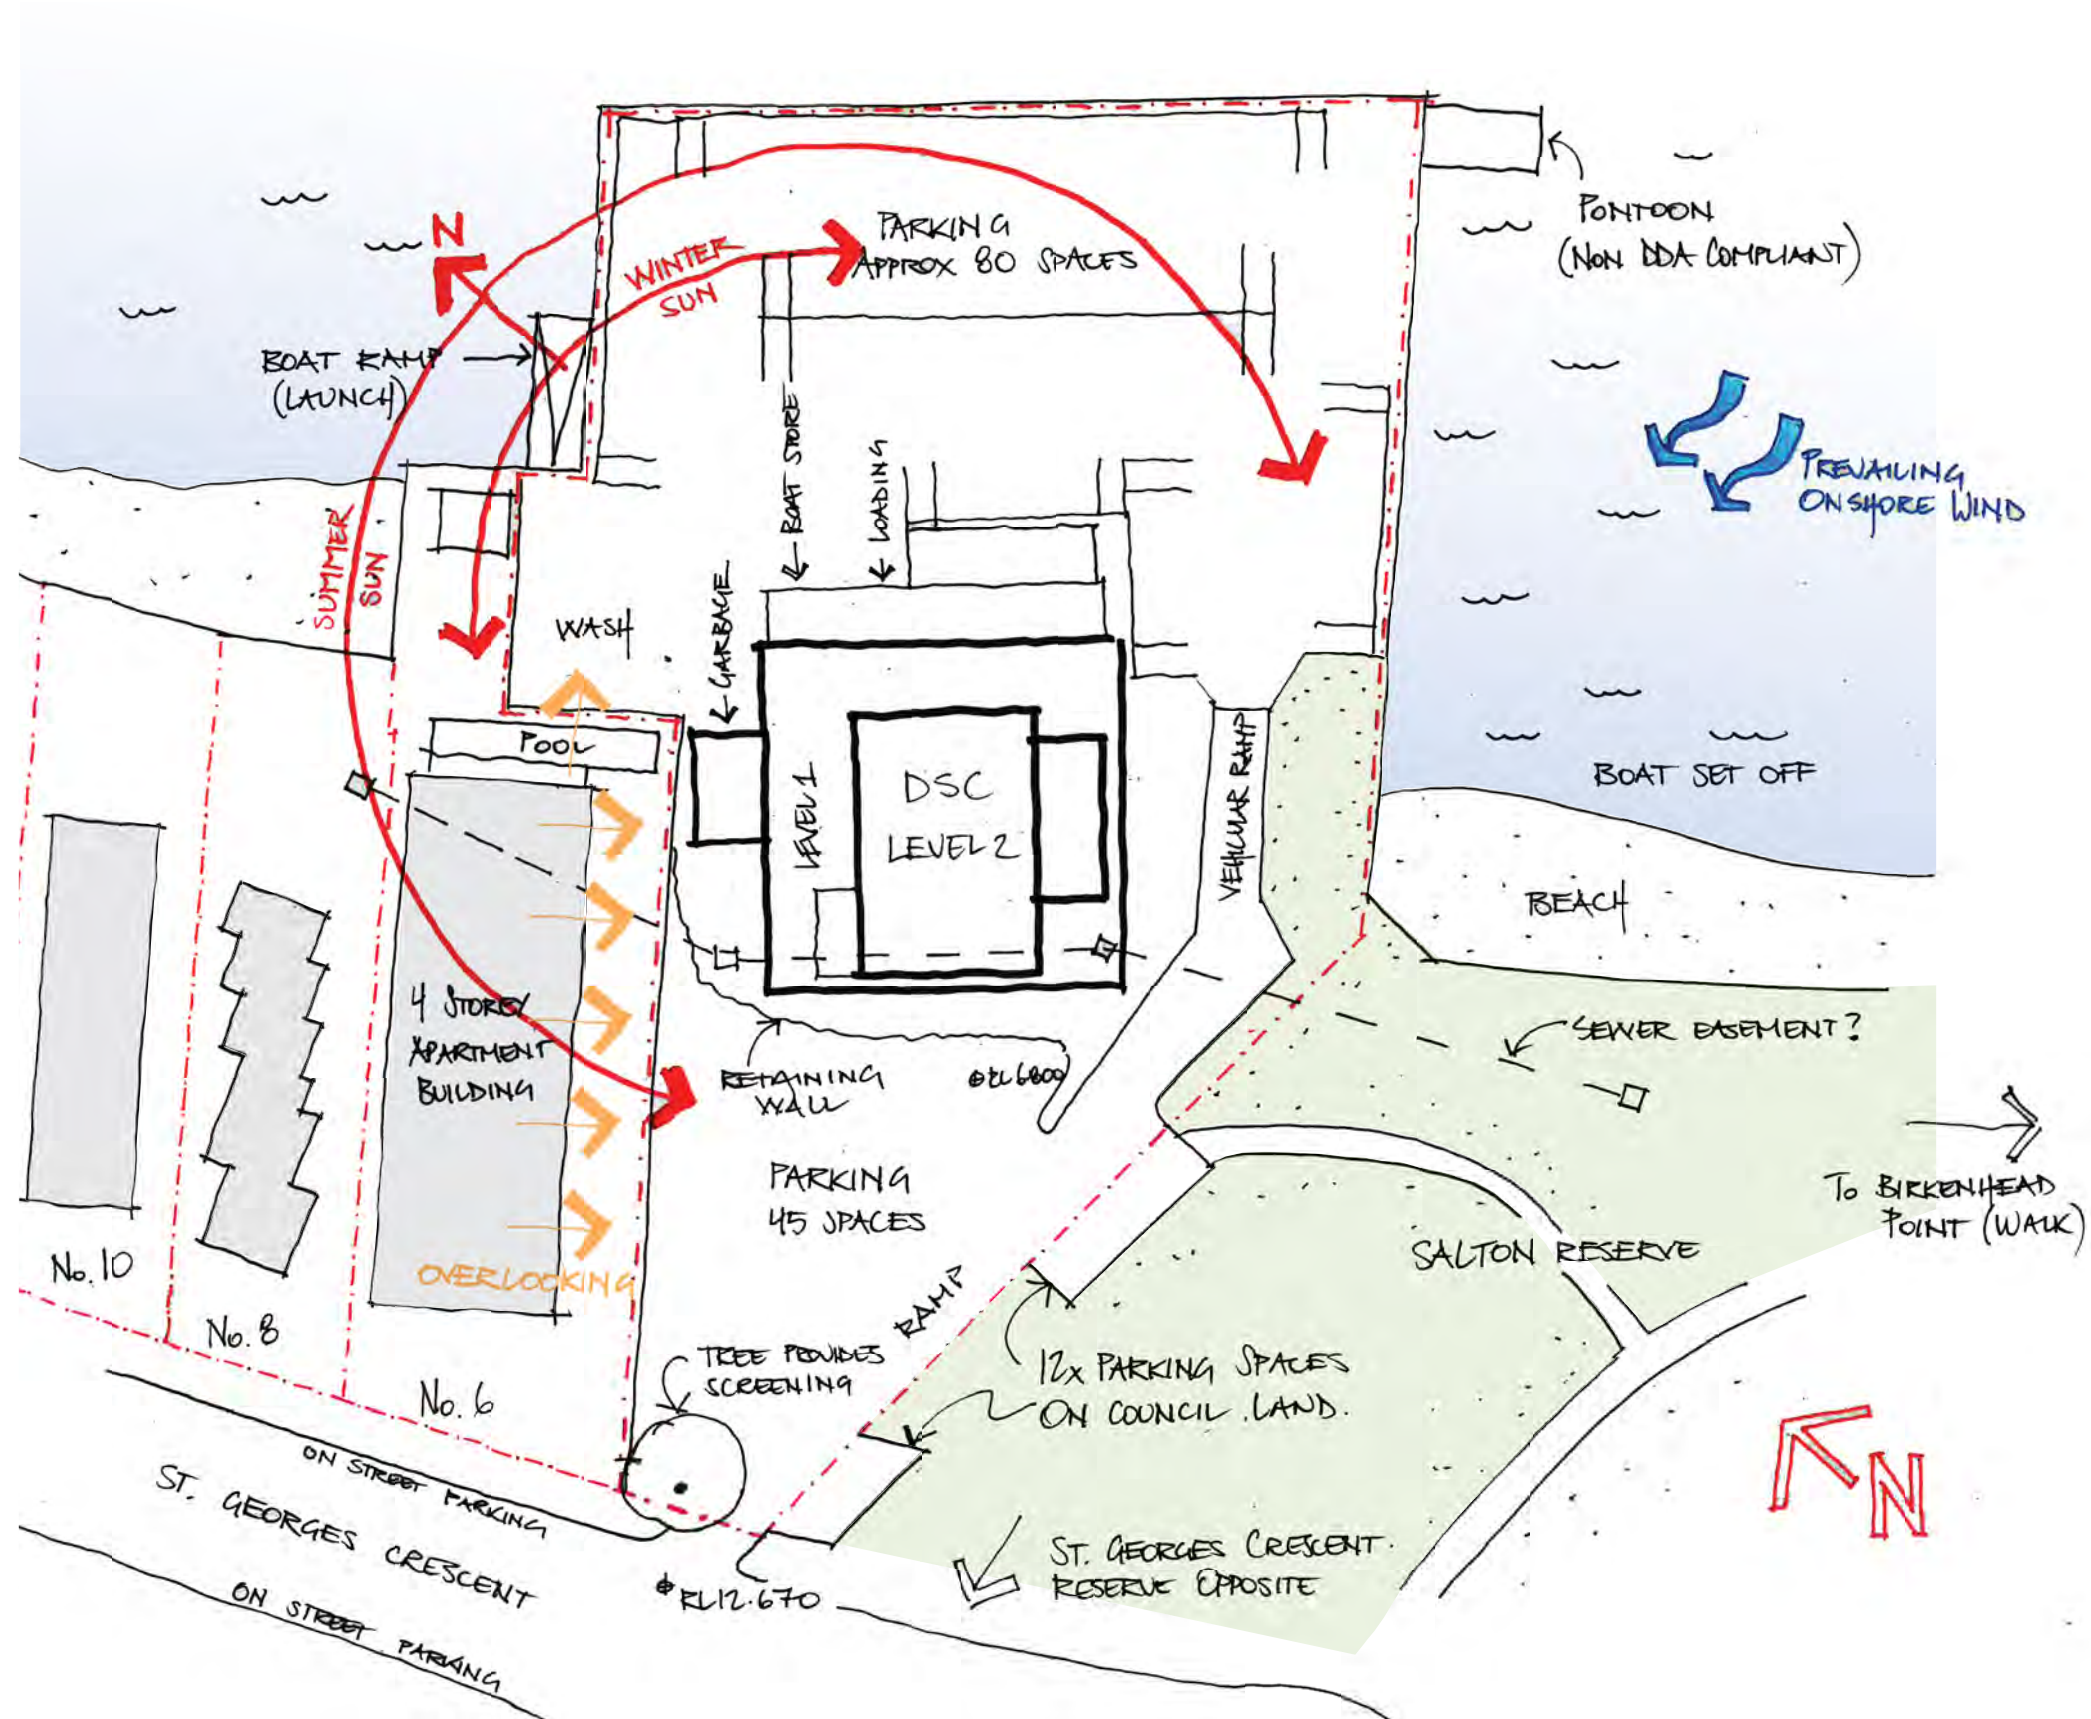 PONTOON
(NON DDA COMPLIANT)
N
WINTER
SUN
PARKING
APPROX 80 SPACES
BOAT RAMP
(LAUNCH)
PREVAILING
ONSHORE WIND
BOAT STORE
LOADING
SUMMER
SUN
GARBAGE
WASH
POOL
LEVEL 1
DSC
LEVEL 2
VEHICULAR RAMP
BOAT SET OFF
BEACH
4 STOREY
APARTMENT
BUILDING
RETAINING
WALL
RL6800
SEWER EASEMENT?
TO BIRKENHEAD
POINT (WALK)
PARKING
45 SPACES
SALTON RESERVE
OVERLOOKING
No. 10
No. 8
No. 6
RAMP
TREE PROVIDES
SCREENING
12x PARKING SPACES
ON COUNCIL LAND.
ON STREET PARKING
ST. GEORGES CRESCENT
ON STREET PARKING
RL12.670
ST. GEORGES CRESCENT.
RESERVE OPPOSITE
N